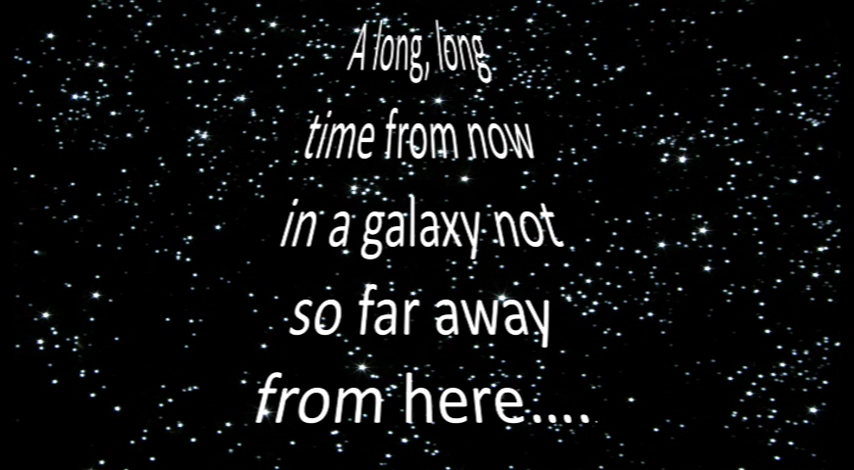 A long, long
time from now
in a galaxy not
so far away
from here....